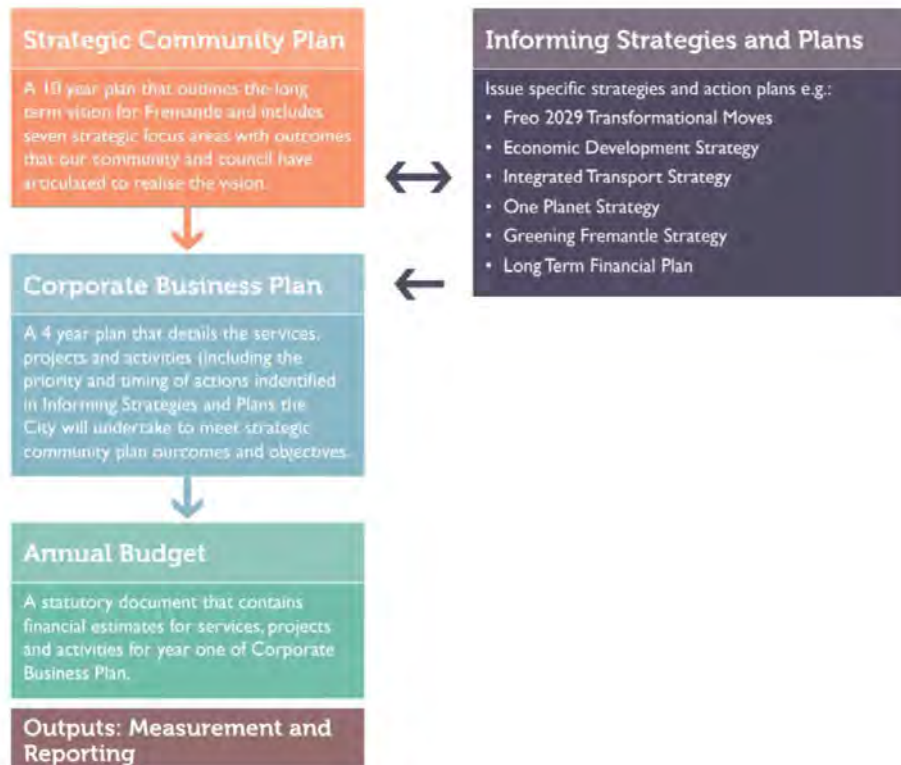 Strategic Community Plan
A 10 year plan that outlines the long
term vision for Fremantle and includes
seven strategic focus areas with outcomes
that our community and council have
articulated to realise the vision.
Informing Strategies and Plans
Issue specific strategies and action plans e.g.:
• Freo 2029 Transformational Moves
• Economic Development Strategy
• Integrated Transport Strategy
• One Planet Strategy
• Greening Fremantle Strategy
• Long Term Financial Plan
Corporate Business Plan
A 4 year plan that details the services,
projects and activities (including the
priority and timing of actions indentified
in Informing Strategies and Plans the
City will undertake to meet strategic
community plan outcomes and objectives.
Annual Budget
A statutory document that contains
financial estimates for services, projects
and activities for year one of Corporate
Business Plan.
Outputs: Measurement and
Reporting